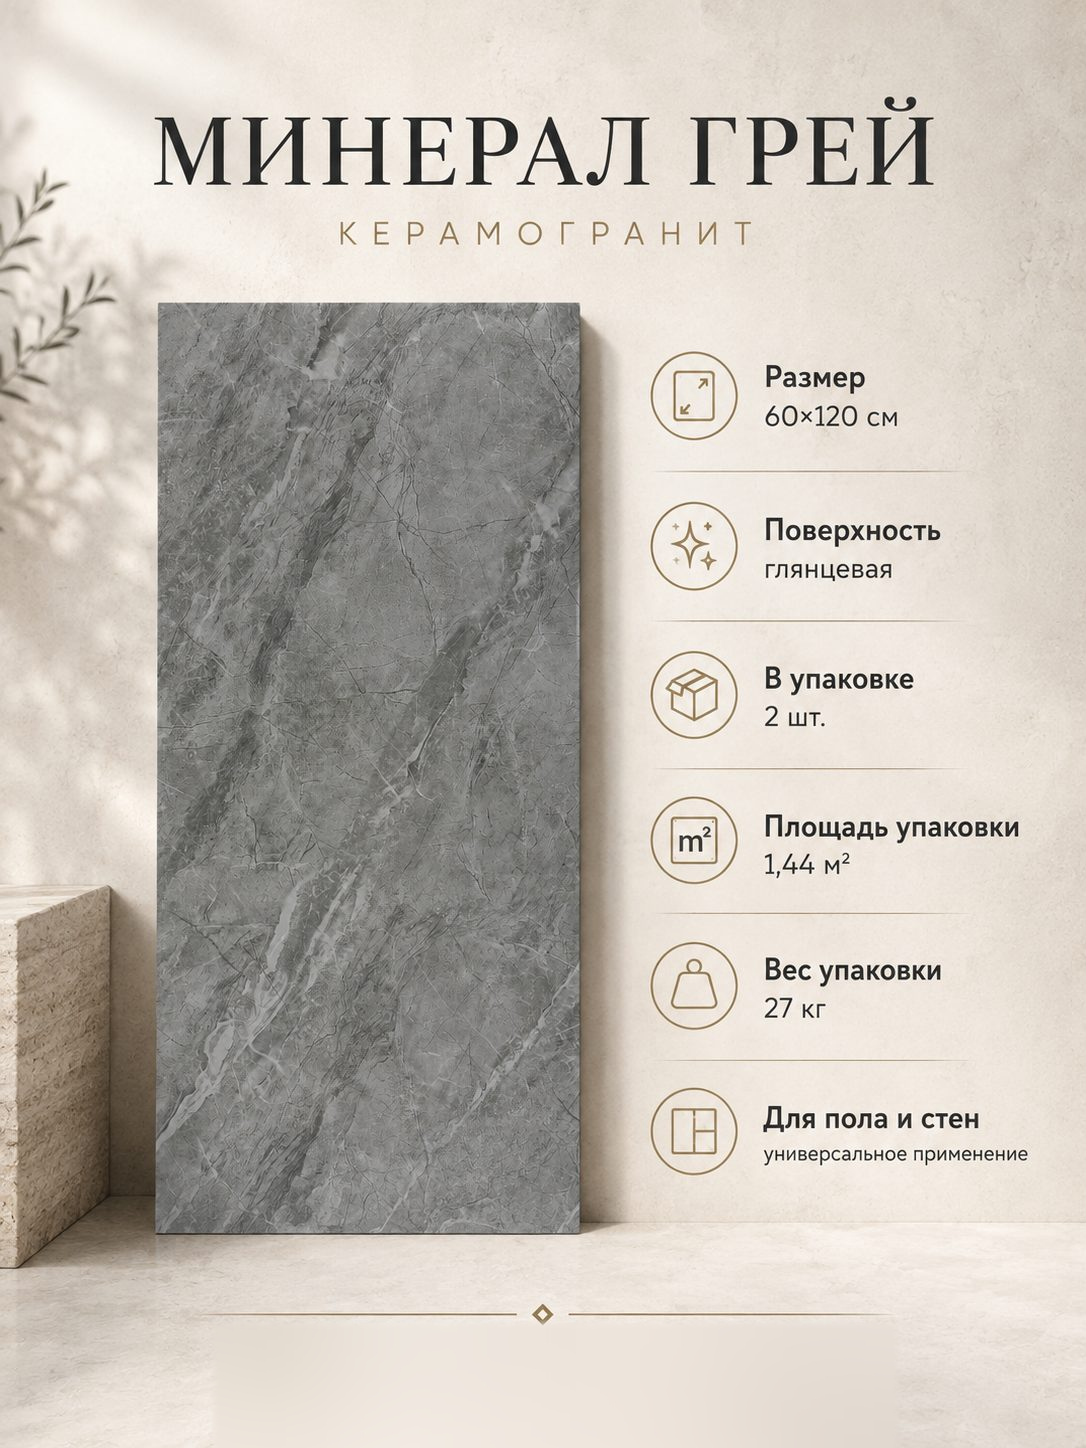 МИНЕРАЛ ГРЕЙ
КЕРАМОГРАНИТ
Размер
60×120 см
Поверхность
глянцевая
В упаковке
2 шт.
m²
Площадь упаковки
1,44 м²
Вес упаковки
27 кг
Для пола и стен
универсальное применение